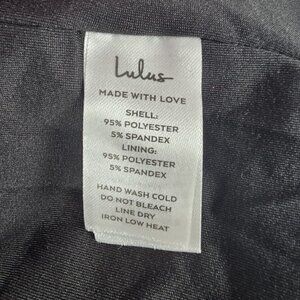 Lulus
MADE WITH LOVE
SHELL:
95% POLYESTER
5% SPANDEX
LINING:
95% POLYESTER
5% SPANDEX
HAND WASH COLD
DO NOT BLEACH
LINE DRY
IRON LOW HEAT